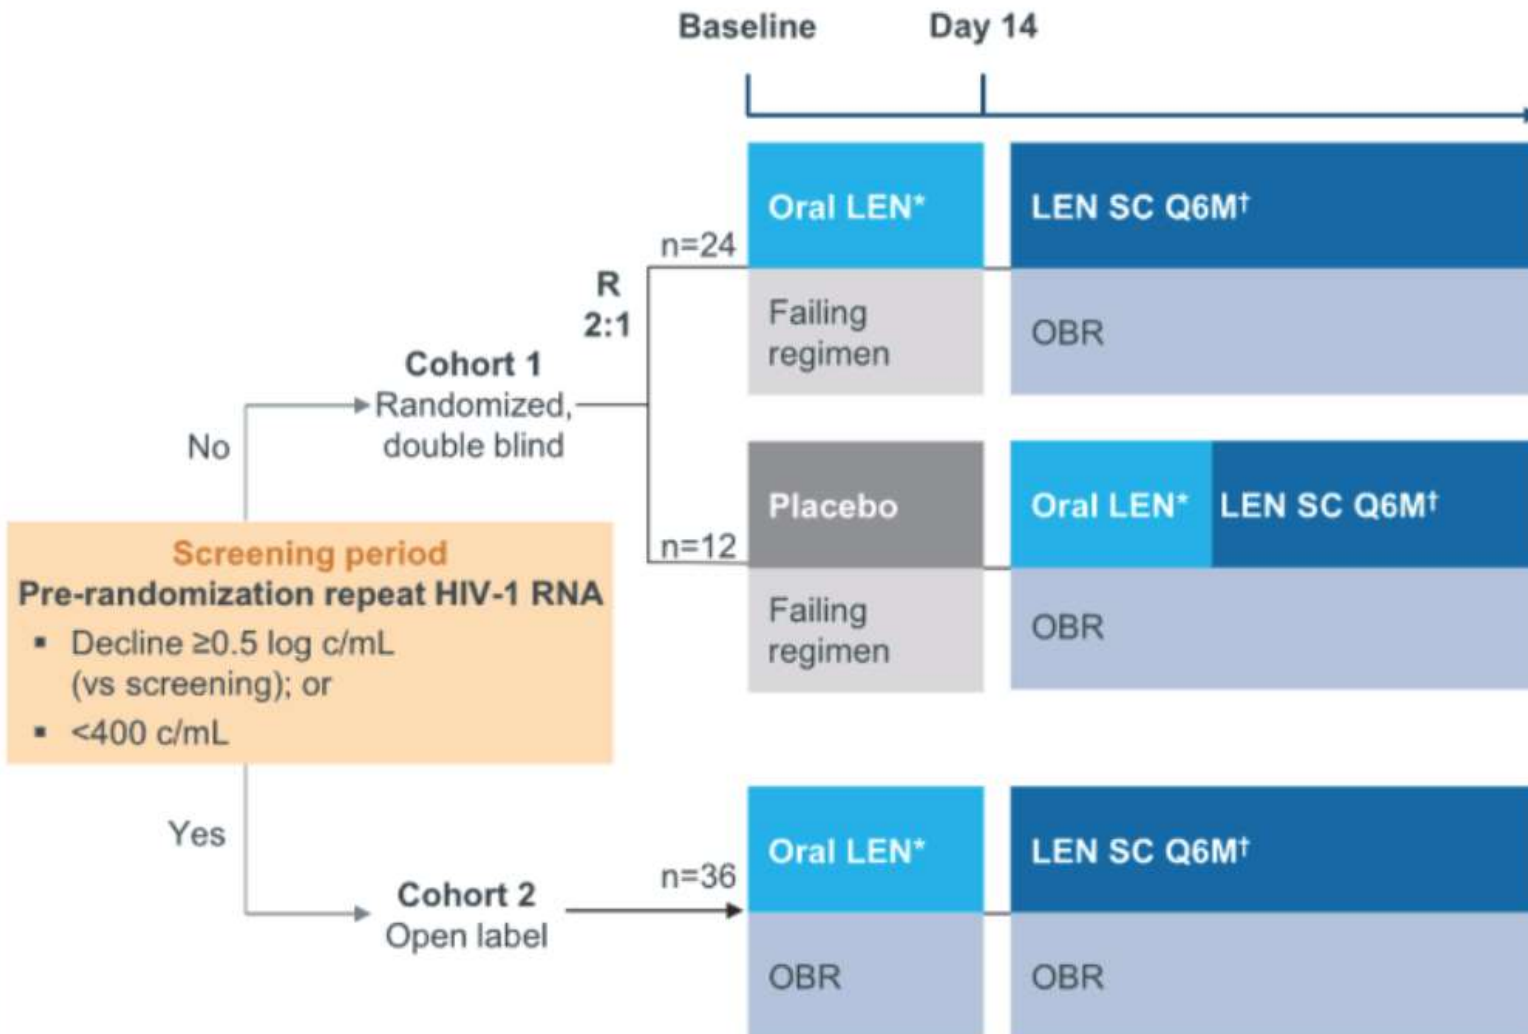 Baseline
Day 14
Oral LEN*
LEN SC Q6M†
n=24
R
2:1
Failing
regimen
OBR
Cohort 1
Randomized,
double blind
No
Placebo
Oral LEN*
LEN SC Q6M†
n=12
Failing
regimen
OBR
Screening period
Pre-randomization repeat HIV-1 RNA
▪ Decline ≥0.5 log c/mL
(vs screening); or
▪ <400 c/mL
Yes
Oral LEN*
LEN SC Q6M†
n=36
Cohort 2
Open label
OBR
OBR